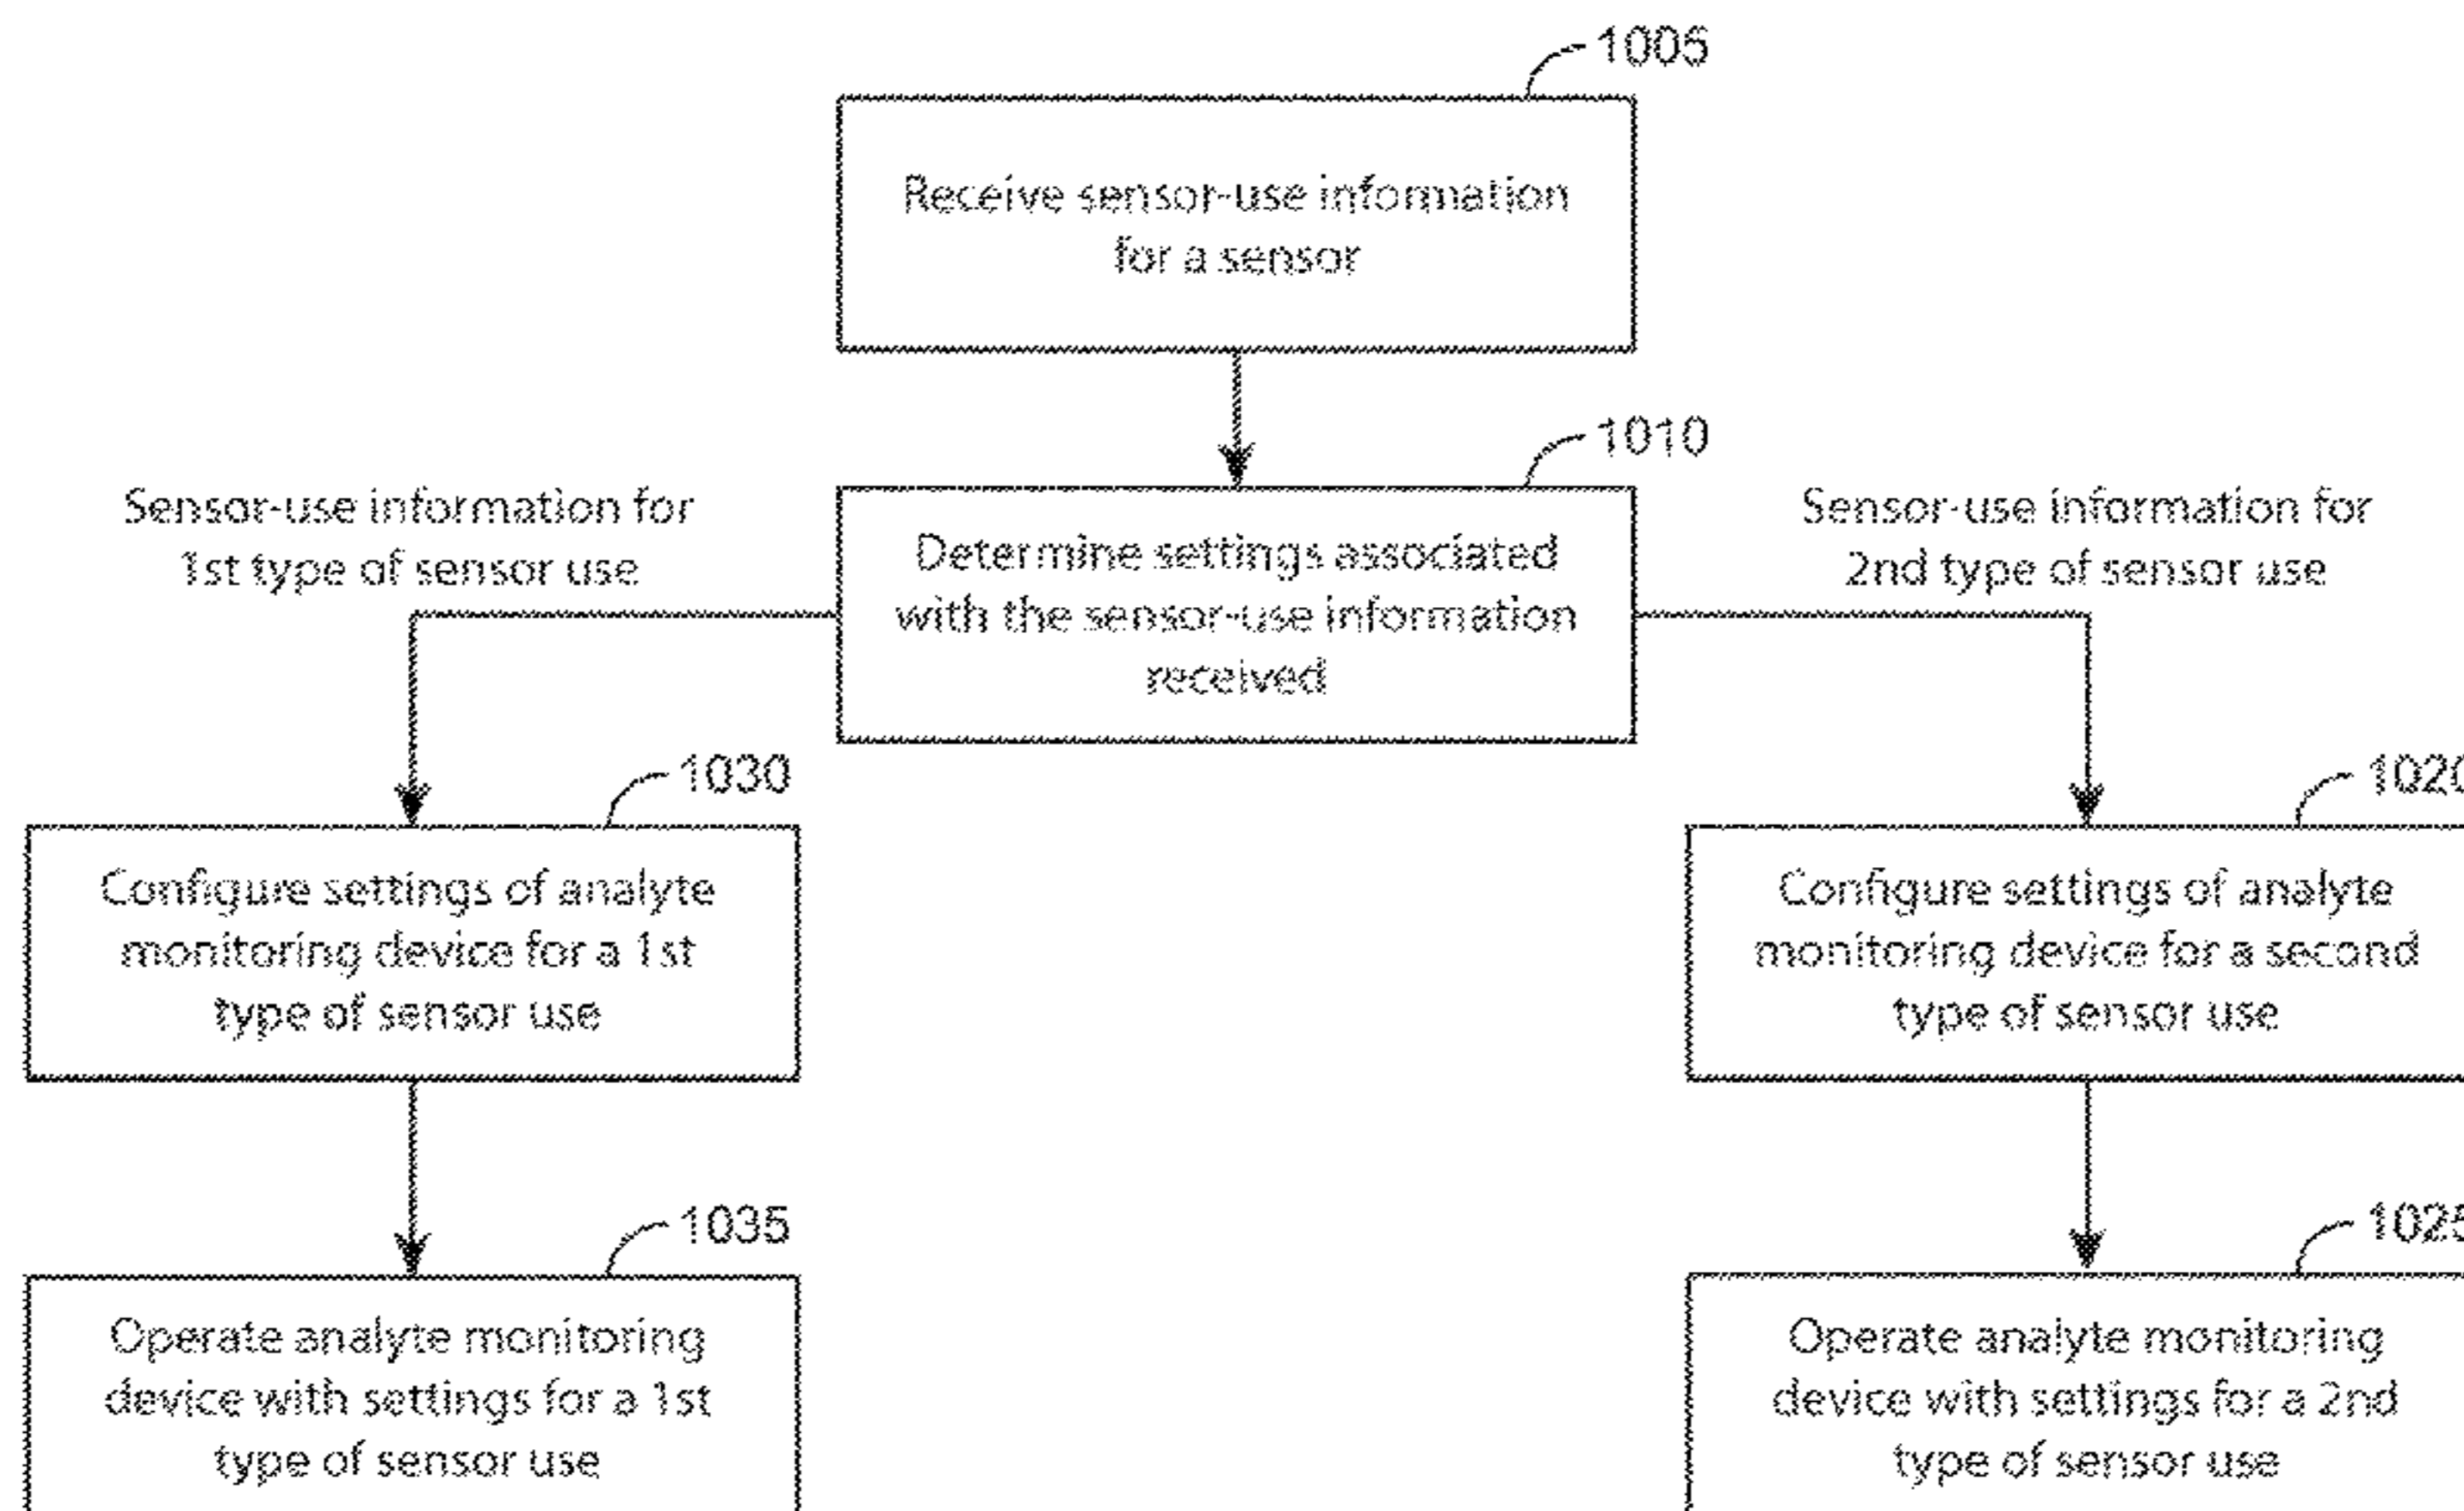 1005
Receive sensor-use information
for a sensor
1010
Sensor-use information for
1st type of sensor use
Determine settings associated
with the sensor-use information
received
Sensor-use information for
2nd type of sensor use
1030
Configure settings of analyte
monitoring device for a 1st
type of sensor use
1020
Configure settings of analyte
monitoring device for a second
type of sensor use
1035
Operate analyte monitoring
device with settings for a 1st
type of sensor use
1025
Operate analyte monitoring
device with settings for a 2nd
type of sensor use